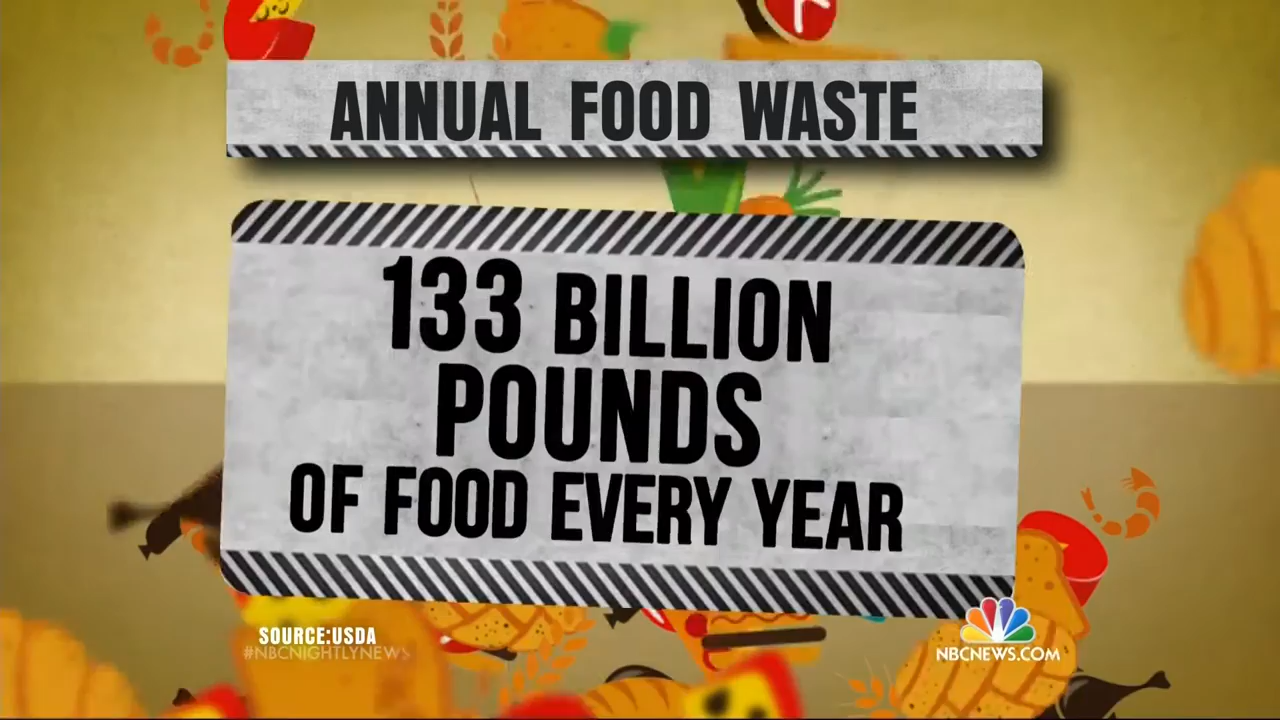 ANNUAL FOOD WASTE
133 BILLION
POUNDS
OF FOOD EVERY YEAR
SOURCE:USDA
#NBCNIGHTLYNEWS
NBCNEWS.COM